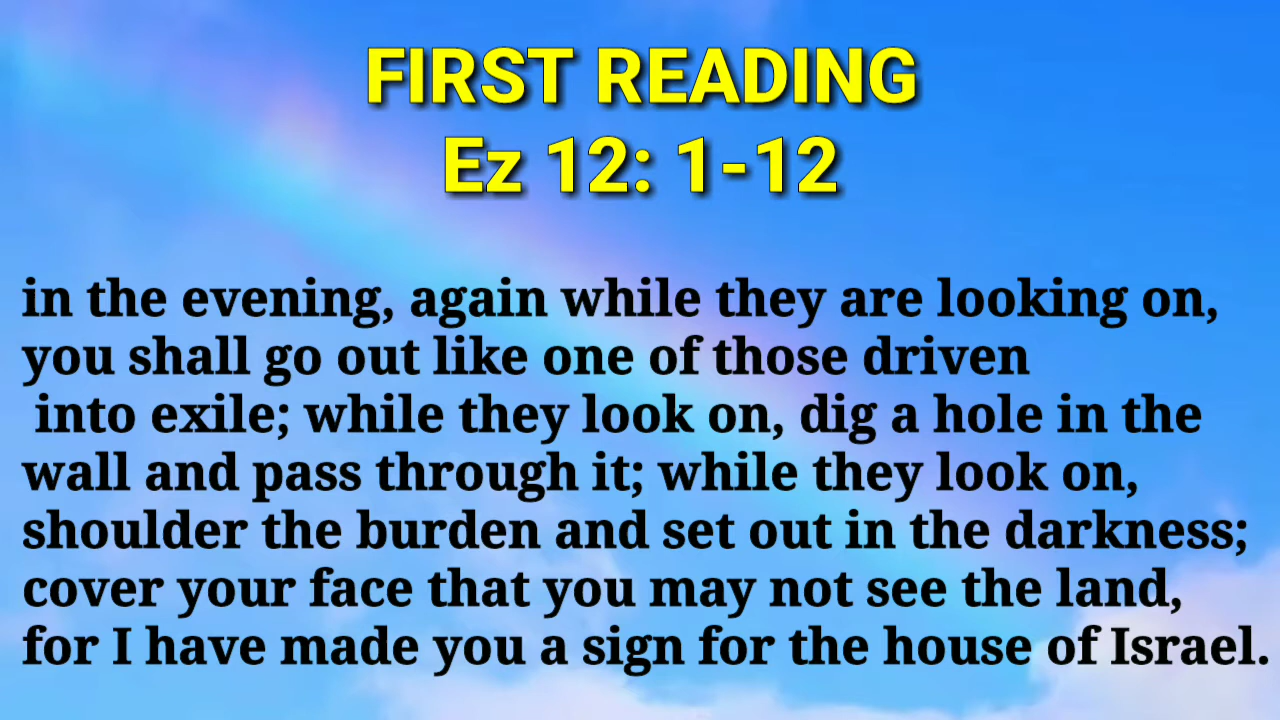 FIRST READING
Ez 12: 1-12
in the evening, again while they are looking on,
you shall go out like one of those driven
into exile; while they look on, dig a hole in the
wall and pass through it; while they look on,
shoulder the burden and set out in the darkness;
cover your face that you may not see the land,
for I have made you a sign for the house of Israel.